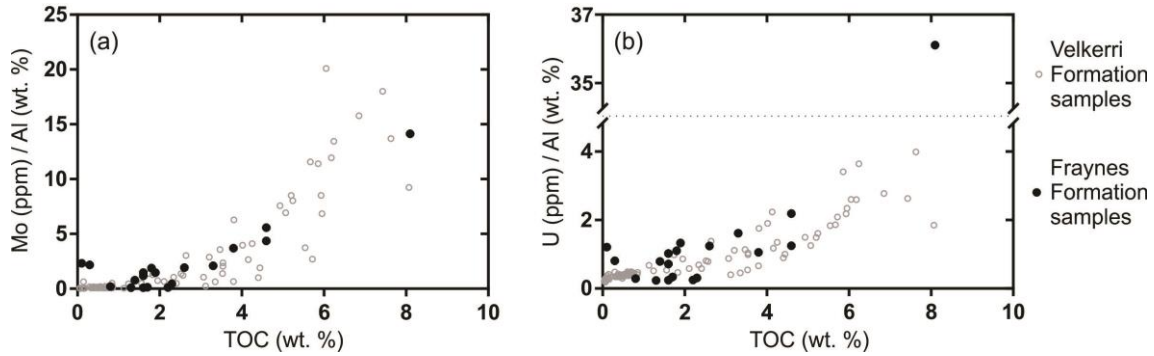 (a)
Mo (ppm) / Al (wt. %)
25
20
15
10
5
0
0 2 4 6 8 10
TOC (wt. %)
(b)
U (ppm) / Al (wt. %)
37
35
4
2
0
0 2 4 6 8 10
TOC (wt. %)
Velkerri
Formation
samples
Fraynes
Formation
samples